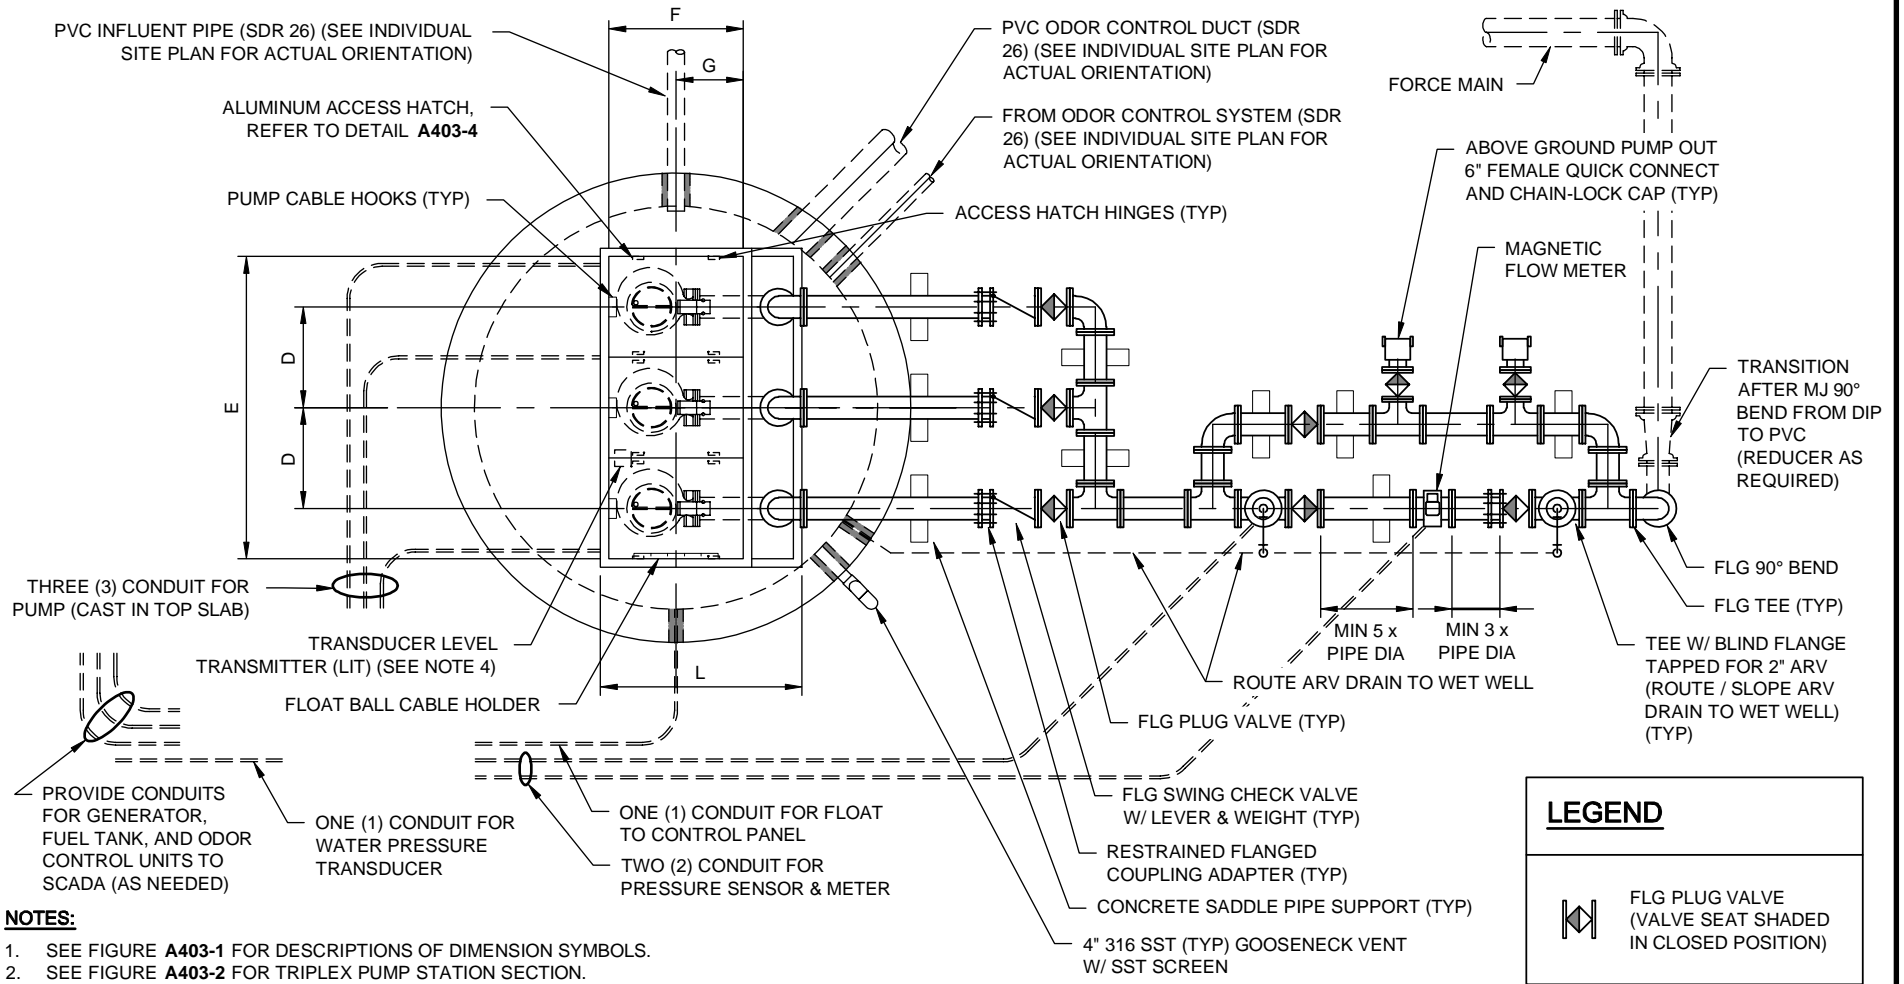 F
PVC INFLUENT PIPE (SDR 26) (SEE INDIVIDUAL
SITE PLAN FOR ACTUAL ORIENTATION)
G
PVC ODOR CONTROL DUCT (SDR
26) (SEE INDIVIDUAL SITE PLAN FOR
ACTUAL ORIENTATION)
FORCE MAIN
ALUMINUM ACCESS HATCH,
REFER TO DETAIL A403-4
FROM ODOR CONTROL SYSTEM (SDR
26) (SEE INDIVIDUAL SITE PLAN FOR
ACTUAL ORIENTATION)
ABOVE GROUND PUMP OUT
6" FEMALE QUICK CONNECT
AND CHAIN-LOCK CAP (TYP)
PUMP CABLE HOOKS (TYP)
ACCESS HATCH HINGES (TYP)
MAGNETIC
FLOW METER
D
E
D
TRANSITION
AFTER MJ 90°
BEND FROM DIP
TO PVC
(REDUCER AS
REQUIRED)
FLG 90° BEND
FLG TEE (TYP)
THREE (3) CONDUIT FOR
PUMP (CAST IN TOP SLAB)
MIN 5 x
PIPE DIA
MIN 3 x
PIPE DIA
TEE W/ BLIND FLANGE
TAPPED FOR 2" ARV
(ROUTE / SLOPE ARV
DRAIN TO WET WELL)
(TYP)
TRANSDUCER LEVEL
TRANSMITTER (LIT) (SEE NOTE 4)
L
ROUTE ARV DRAIN TO WET WELL
FLOAT BALL CABLE HOLDER
FLG PLUG VALVE (TYP)
PROVIDE CONDUITS
FOR GENERATOR,
FUEL TANK, AND ODOR
CONTROL UNITS TO
SCADA (AS NEEDED)
ONE (1) CONDUIT FOR
WATER PRESSURE
TRANSDUCER
ONE (1) CONDUIT FOR FLOAT
TO CONTROL PANEL
TWO (2) CONDUIT FOR
PRESSURE SENSOR & METER
FLG SWING CHECK VALVE
W/ LEVER & WEIGHT (TYP)
RESTRAINED FLANGED
COUPLING ADAPTER (TYP)
CONCRETE SADDLE PIPE SUPPORT (TYP)
4" 316 SST (TYP) GOOSENECK VENT
W/ SST SCREEN
LEGEND
FLG PLUG VALVE
(VALVE SEAT SHADED
IN CLOSED POSITION)
NOTES:
1. SEE FIGURE A403-1 FOR DESCRIPTIONS OF DIMENSION SYMBOLS.
2. SEE FIGURE A403-2 FOR TRIPLEX PUMP STATION SECTION.